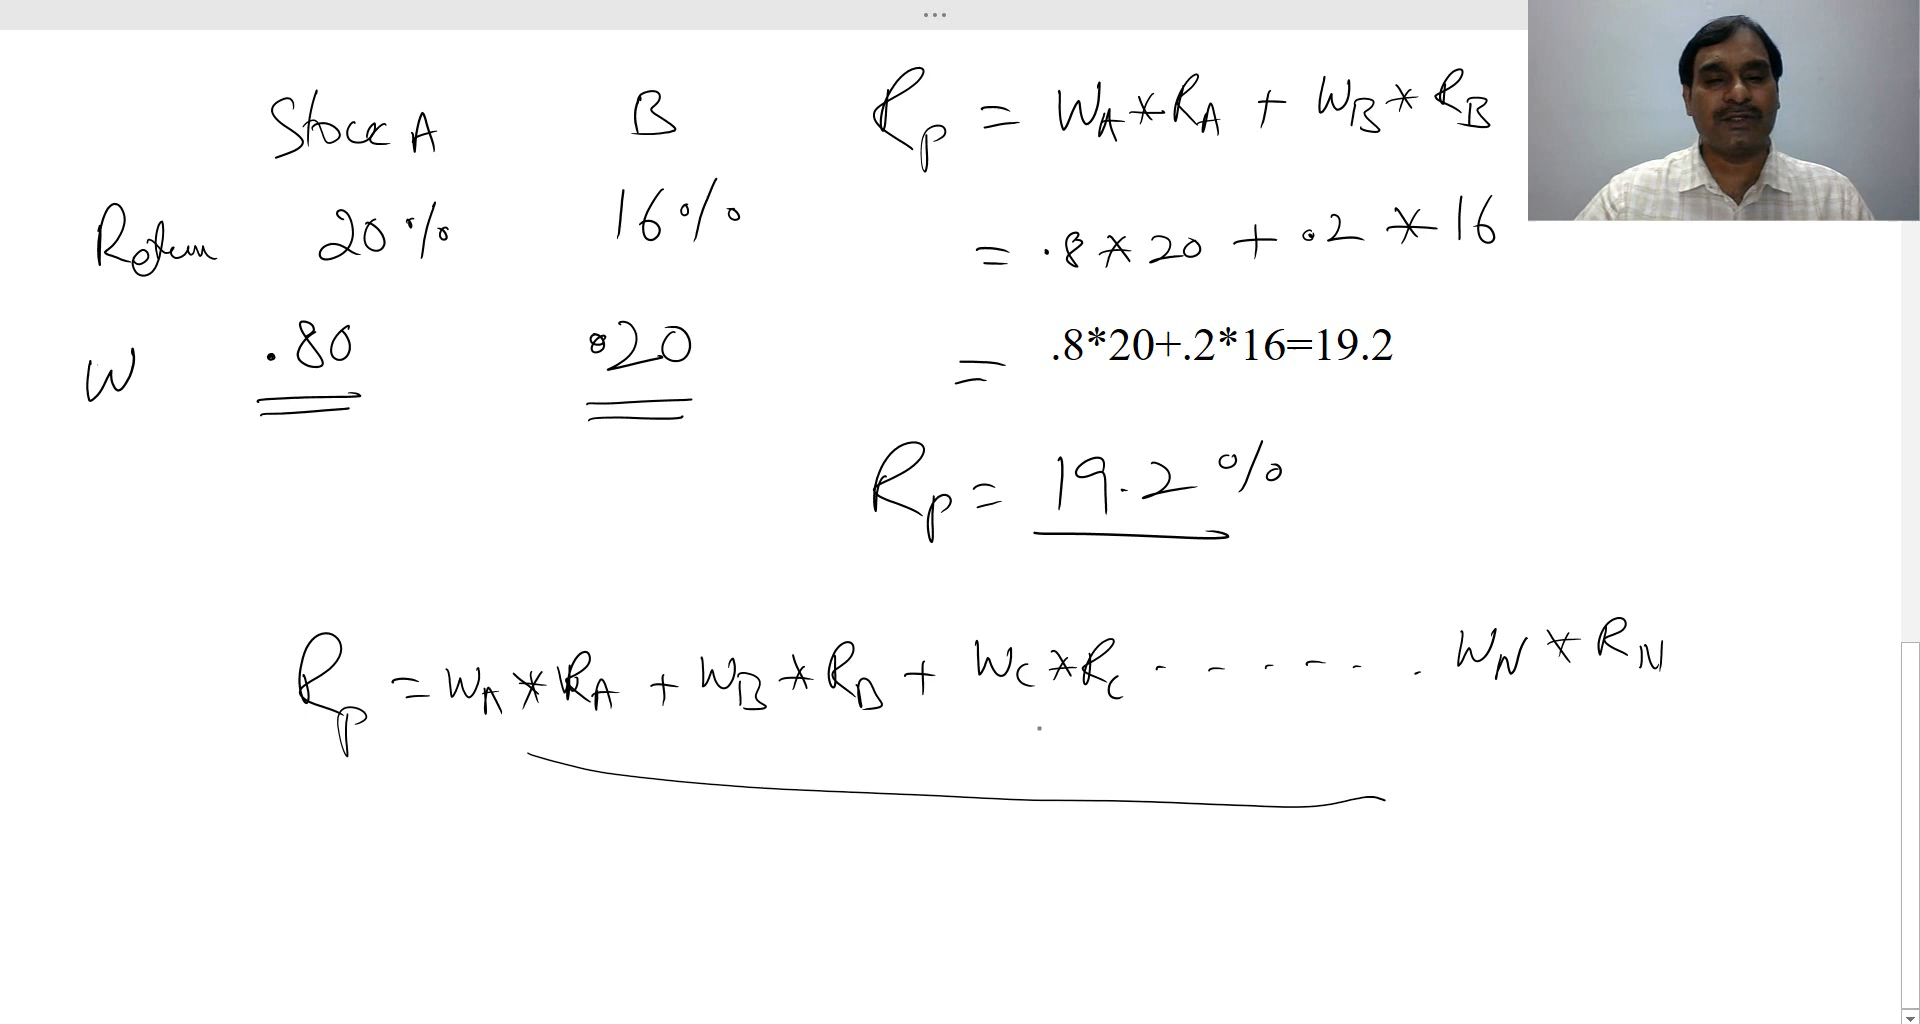 Stock A B
Return 20% 16%
W .80 .20
Rp = WA*RA + WB*RB
= .8*20 + .2*16
= .8*20+.2*16=19.2
Rp = 19.2%
Rp = WA*RA + WB*RB + WC*RC - - - - - . WN*RN